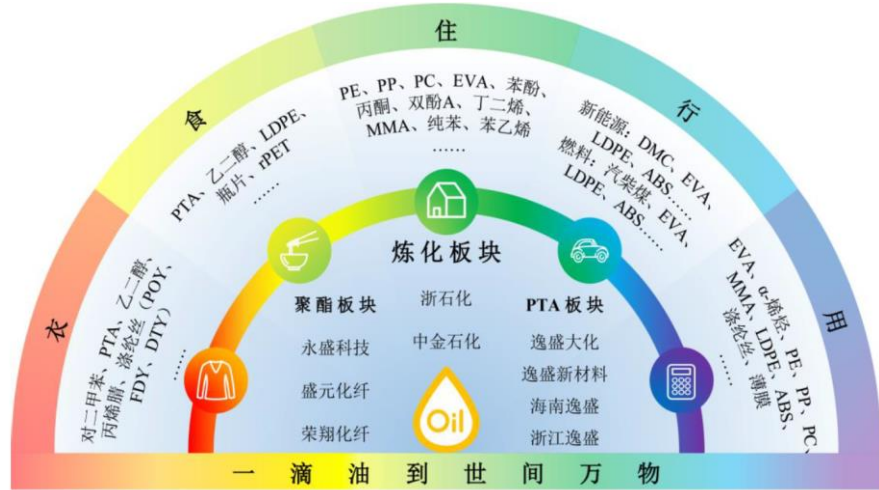 衣
对二甲苯、PTA、乙二醇、
丙烯腈、涤纶丝（POY、
FDY、DTY）
……
食
PTA、乙二醇、LDPE、
瓶片、rPET
……
住
PE、PP、PC、EVA、苯酚、
丙酮、双酚A、丁二烯、
MMA、纯苯、苯乙烯
……
行
新能源：DMC、EVA、
LDPE、ABS……
燃料：汽柴煤、EVA、
LDPE、ABS……
用
EVA、α-烯烃、PE、PP、PC、
MMA、LDPE、ABS、
涤纶丝、薄膜
……
炼化板块
浙石化
中金石化
聚酯板块
永盛科技
盛元化纤
荣翔化纤
PTA 板块
逸盛大化
逸盛新材料
海南逸盛
浙江逸盛
Oil
一滴油到世间万物